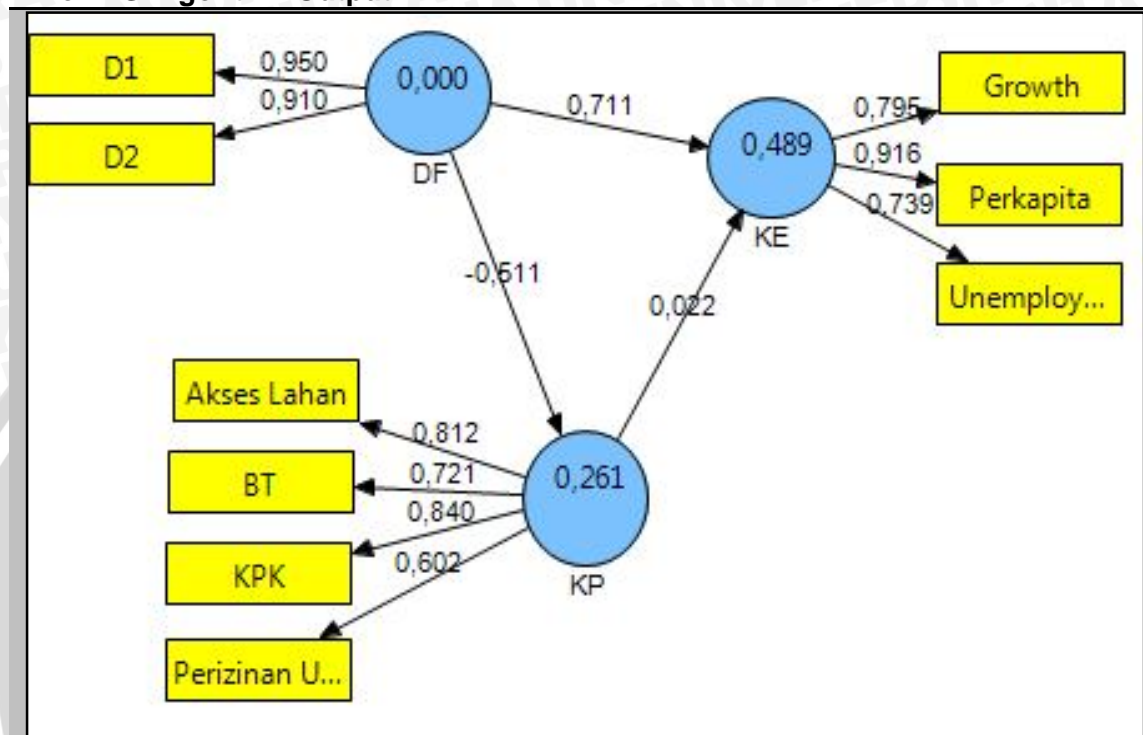 Output
D1
0,950
0,000
Growth
0,910
0,711
0,795
D2
0,489
0,916
DF
Perkapita
0,739
KE
-0,511
Unemploy...
0,022
Akses Lahan
0,812
BT
0,721
0,261
0,840
KPK
0,602
KP
Perizinan U...